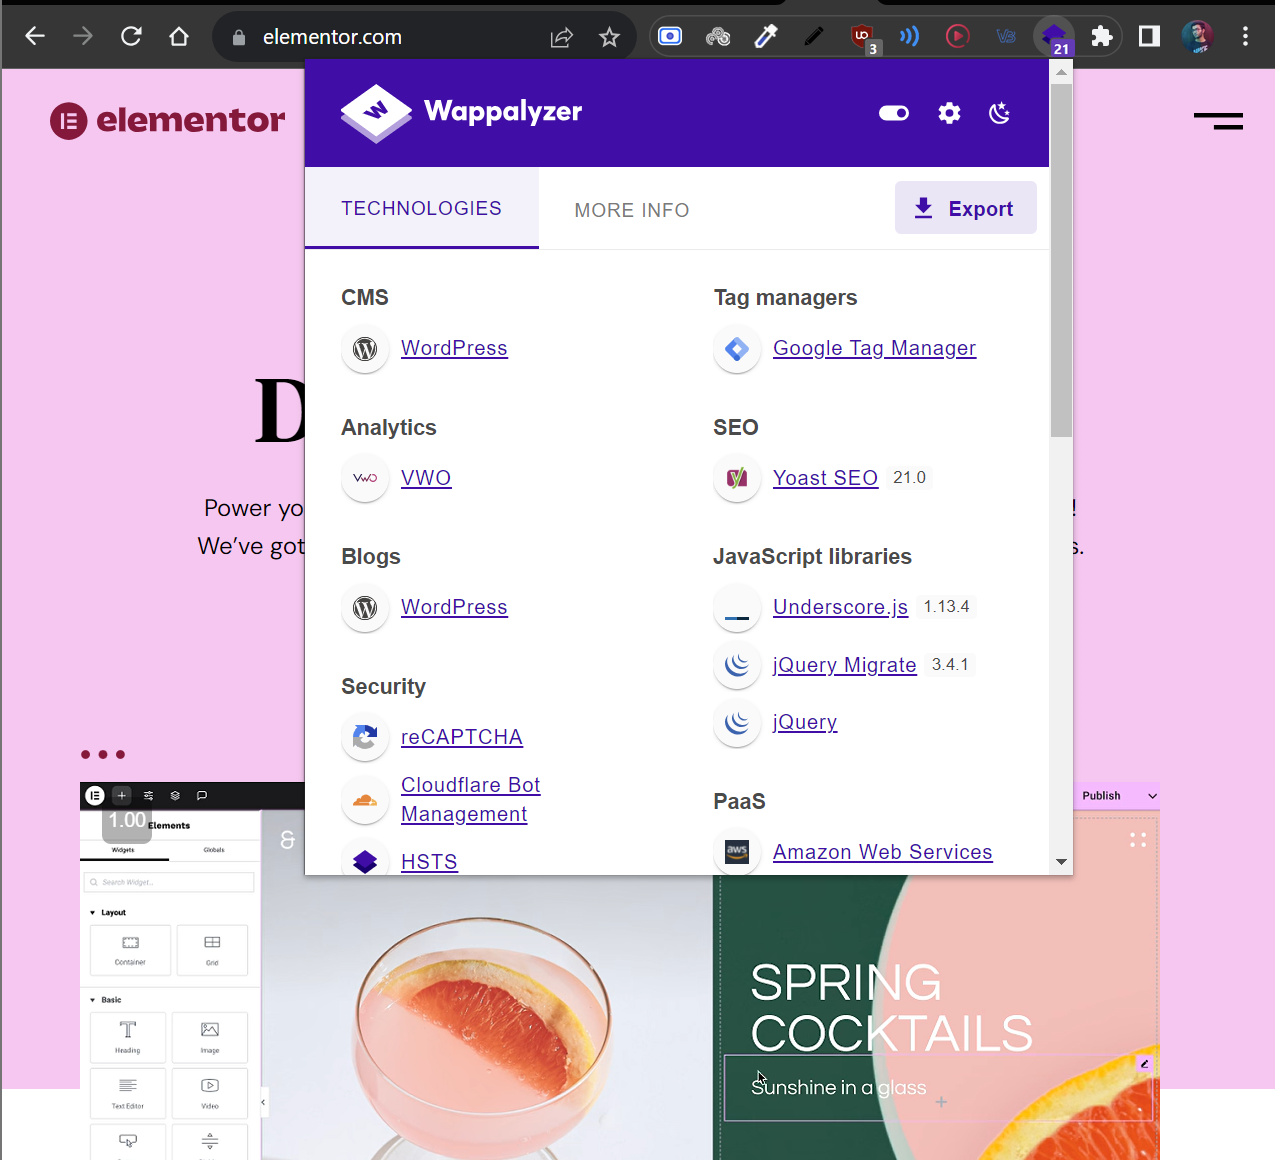 elementor.com
3
21
elementor
Wappalyzer
TECHNOLOGIES
MORE INFO
Export
CMS
WordPress
Tag managers
Google Tag Manager
Analytics
VWO
SEO
Yoast SEO 21.0
Blogs
WordPress
JavaScript libraries
Underscore.js 1.13.4
jQuery Migrate 3.4.1
jQuery
Security
reCAPTCHA
Cloudflare Bot
Management
HSTS
PaaS
aws
Amazon Web Services
D
Power yo
!
We've got
s.
1.00
Elements
Widgets
Globals
Search Widget...
Layout
Container
Grid
Basic
Heading
Image
Text Editor
Video
&
Publish
SPRING
COCKTAILS
Sunshine in a glass